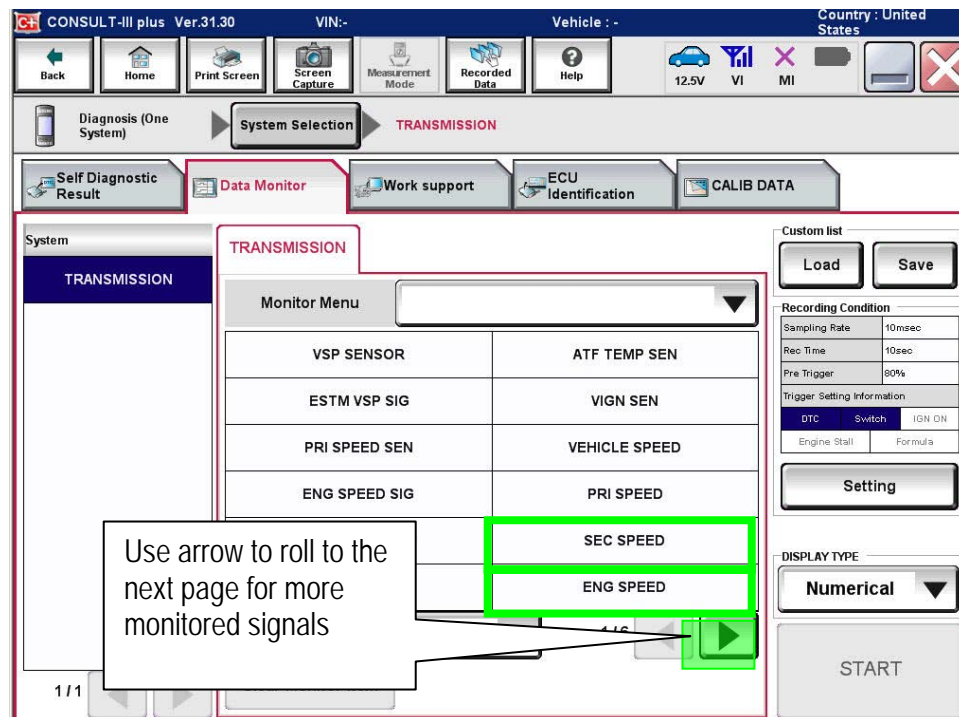 C+ CONSULT-III plus Ver.31.30 VIN:- Vehicle : - Country : United
States
Back
Home
Print Screen
Screen
Capture
Measurement
Mode
Recorded
Data
Help
12.5V
VI
MI
Diagnosis (One
System)
System Selection
TRANSMISSION
Self Diagnostic
Result
Data Monitor
Work support
ECU
Identification
CALIB DATA
System
TRANSMISSION
1/1
TRANSMISSION
Monitor Menu
VSP SENSOR ATF TEMP SEN
ESTM VSP SIG VIGN SEN
PRI SPEED SEN VEHICLE SPEED
ENG SPEED SIG PRI SPEED
SEC SPEED
ENG SPEED
Use arrow to roll to the
next page for more
monitored signals
Custom list
Load Save
Recording Condition
Sampling Rate 10msec
Rec Time 10sec
Pre Trigger 80%
Trigger Setting Information
DTC Switch IGN ON
Engine Stall Formula
Setting
DISPLAY TYPE
Numerical
START